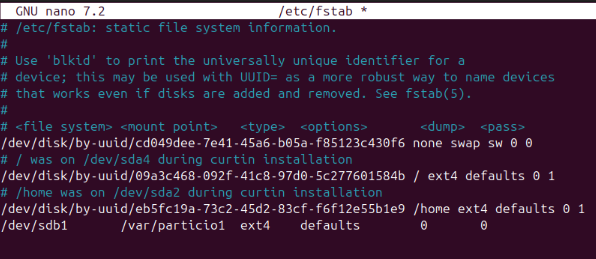 GNU nano 7.2 /etc/fstab *
# /etc/fstab: static file system information.
#
# Use 'blkid' to print the universally unique identifier for a
# device; this may be used with UUID= as a more robust way to name devices
# that works even if disks are added and removed. See fstab(5).
#
# <file system> <mount point> <type> <options> <dump> <pass>
/dev/disk/by-uuid/cd049dee-7e41-45a6-b05a-f85123c430f6 none swap sw 0 0
# / was on /dev/sda4 during curtin installation
/dev/disk/by-uuid/09a3c468-092f-41c8-97d0-5c277601584b / ext4 defaults 0 1
# /home was on /dev/sda2 during curtin installation
/dev/disk/by-uuid/eb5fc19a-73c2-45d2-83cf-f6f12e55b1e9 /home ext4 defaults 0 1
/dev/sdb1 /var/particio1 ext4 defaults 0 0